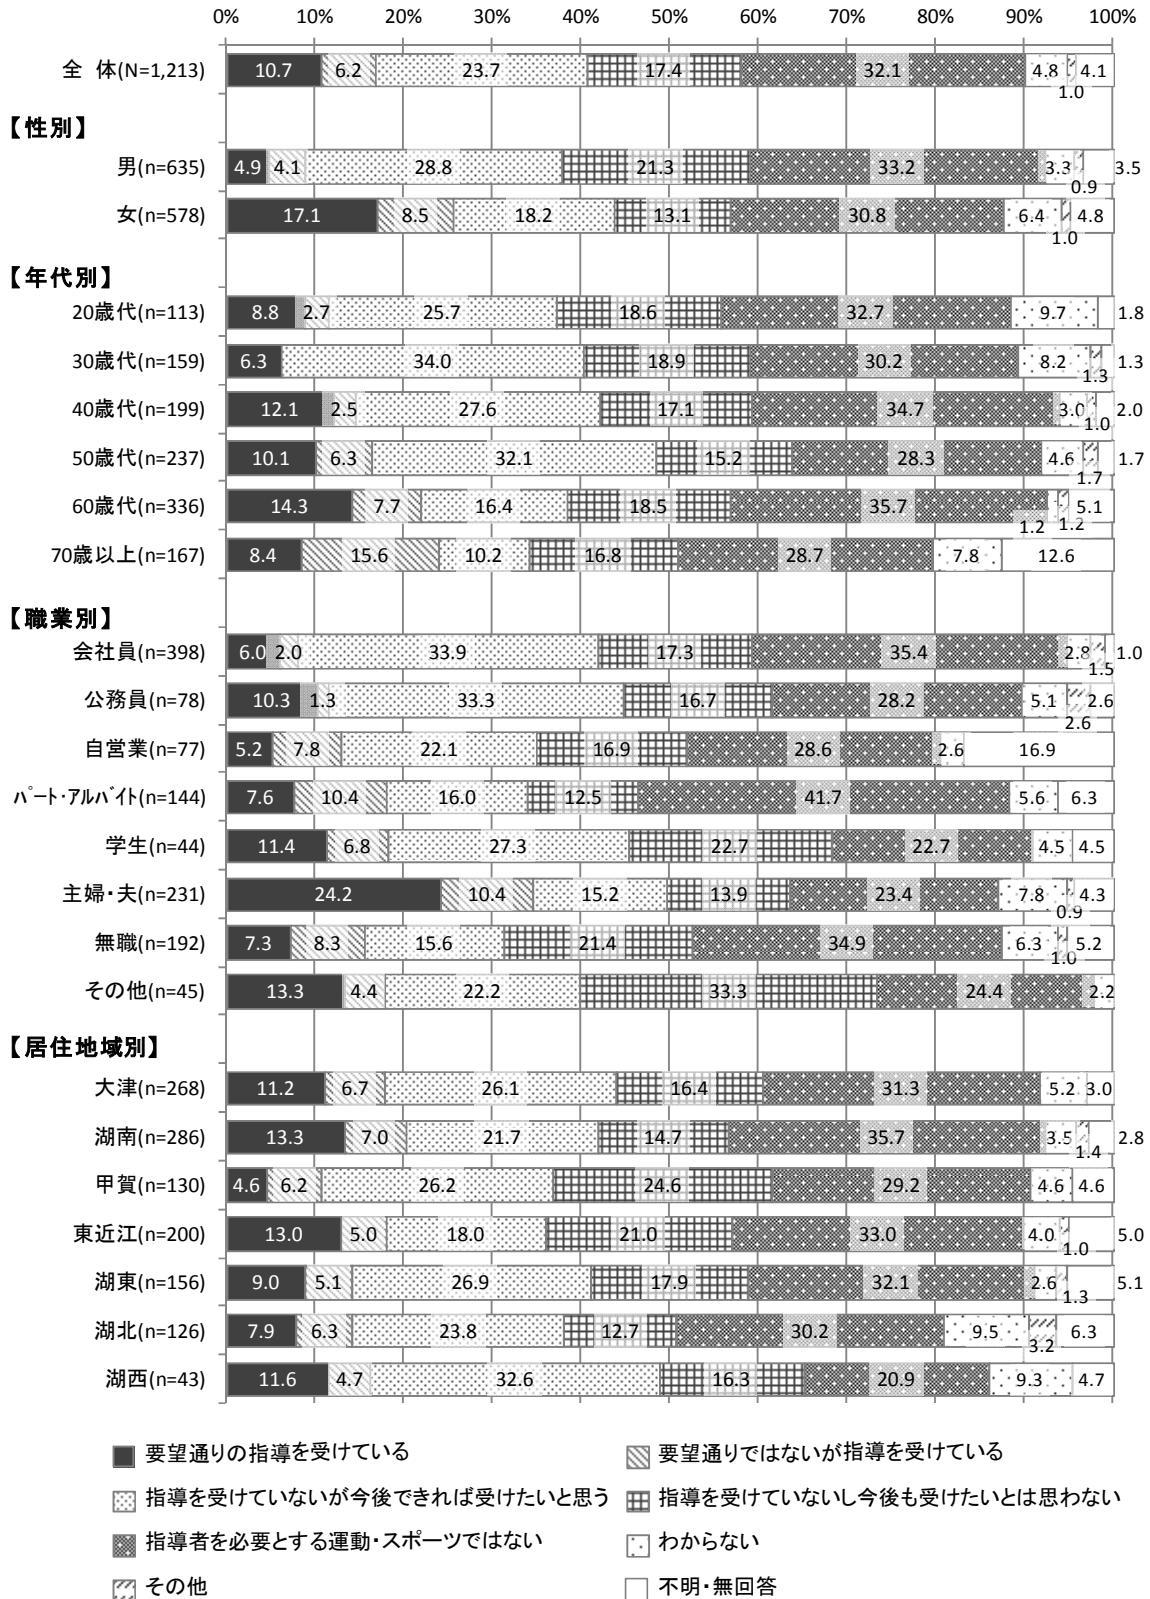 0% 10% 20% 30% 40% 50% 60% 70% 80% 90% 100%
全 体(N=1,213) 10.7 6.2 23.7 17.4 32.1 4.8 1.0 4.1
【性別】
男(n=635) 4.9 4.1 28.8 21.3 33.2 3.3 0.9 3.5
女(n=578) 17.1 8.5 18.2 13.1 30.8 6.4 1.0 4.8
【年代別】
20歳代(n=113) 8.8 2.7 25.7 18.6 32.7 9.7 1.8
30歳代(n=159) 6.3 34.0 18.9 30.2 8.2 1.3 1.3
40歳代(n=199) 12.1 2.5 27.6 17.1 34.7 3.0 1.0 2.0
50歳代(n=237) 10.1 6.3 32.1 15.2 28.3 4.6 1.7 1.7
60歳代(n=336) 14.3 7.7 16.4 18.5 35.7 1.2 1.2 5.1
70歳以上(n=167) 8.4 15.6 10.2 16.8 28.7 7.8 12.6
【職業別】
会社員(n=398) 6.0 2.0 33.9 17.3 35.4 2.8 1.5 1.0
公務員(n=78) 10.3 1.3 33.3 16.7 28.2 5.1 2.6 2.6
自営業(n=77) 5.2 7.8 22.1 16.9 28.6 2.6 16.9
パート・アルバイト(n=144) 7.6 10.4 16.0 12.5 41.7 5.6 6.3
学生(n=44) 11.4 6.8 27.3 22.7 22.7 4.5 4.5
主婦・夫(n=231) 24.2 10.4 15.2 13.9 23.4 7.8 0.9 4.3
無職(n=192) 7.3 8.3 15.6 21.4 34.9 6.3 1.0 5.2
その他(n=45) 13.3 4.4 22.2 33.3 24.4 2.2
【居住地域別】
大津(n=268) 11.2 6.7 26.1 16.4 31.3 5.2 3.0
湖南(n=286) 13.3 7.0 21.7 14.7 35.7 3.5 1.4 2.8
甲賀(n=130) 4.6 6.2 26.2 24.6 29.2 4.6 4.6
東近江(n=200) 13.0 5.0 18.0 21.0 33.0 4.0 1.0 5.0
湖東(n=156) 9.0 5.1 26.9 17.9 32.1 2.6 1.3 5.1
湖北(n=126) 7.9 6.3 23.8 12.7 30.2 9.5 3.2 6.3
湖西(n=43) 11.6 4.7 32.6 16.3 20.9 9.3 4.7
要望通りの指導を受けている 要望通りではないが指導を受けている
指導を受けていないが今後できれば受けたいと思う 指導を受けていないし今後も受けたいとは思わない
指導者を必要とする運動・スポーツではない わからない
その他 不明・無回答